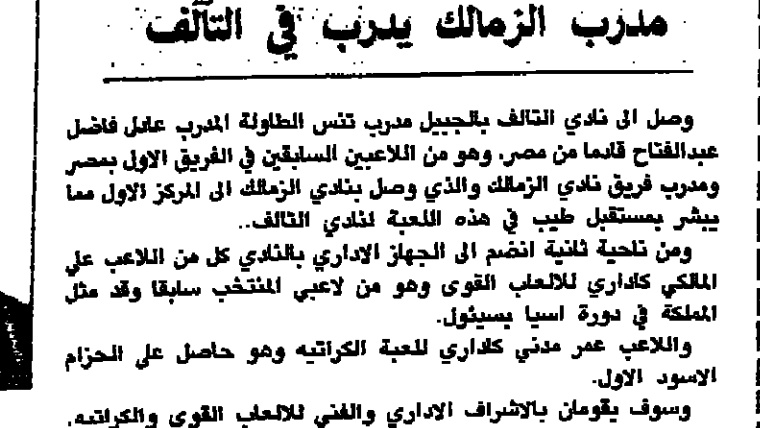 مدرب الزمالك يدرب في التآلف
وصل الى نادي التالف بالجبيل مدرب تنس الطاولة المدرب عادل فاضل
عبدالفتاح قادما من مصر. وهو من اللاعبين السابقين في الفريق الاول بمصر
ومدرب فريق نادي الزمالك والذي وصل بنادي الزمالك الى المركز الاول مما
يبشر بمستقبل طيب في هذه اللعبة لنادي التالف..
ومن ناحية ثانية انضم الى الجهاز الاداري بالنادي كل من اللاعب علي
المالكي كاداري للالعاب القوى وهو من لاعبي المنتخب سابقا وقد مثل
المملكة في دورة اسيا بسيئول.
واللاعب عمر مدني كاداري للعبة الكراتيه وهو حاصل على الحزام
الاسود الاول.
وسوف يقومان بالاشراف الاداري والفني للالعاب القوى والكراتيه.